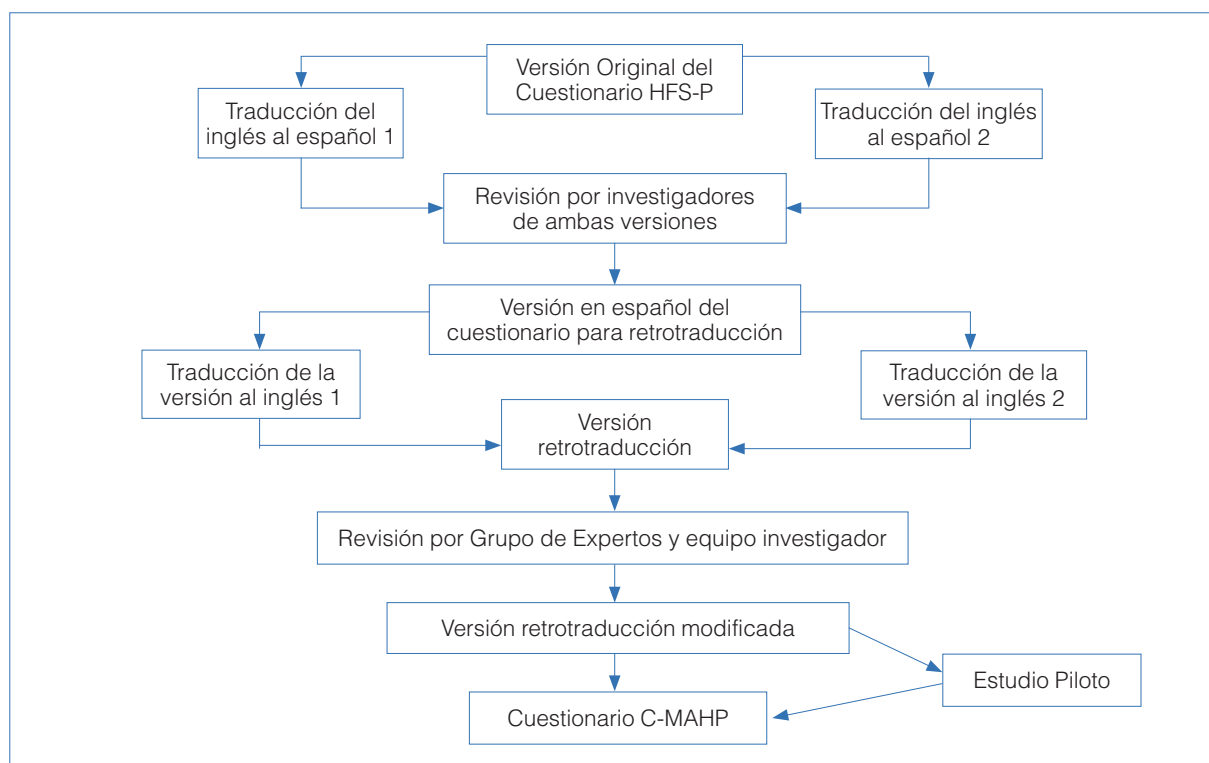 Versión Original del
Cuestionario HFS-P
Traducción del
inglés al español 1
Traducción del inglés
al español 2
Revisión por investigadores
de ambas versiones
Versión en español del
cuestionario para retrotraducción
Traducción de la
versión al inglés 1
Traducción de la
versión al inglés 2
Versión
retrotraducción
Revisión por Grupo de Expertos y equipo investigador
Versión retrotraducción modificada
Estudio Piloto
Cuestionario C-MAHP